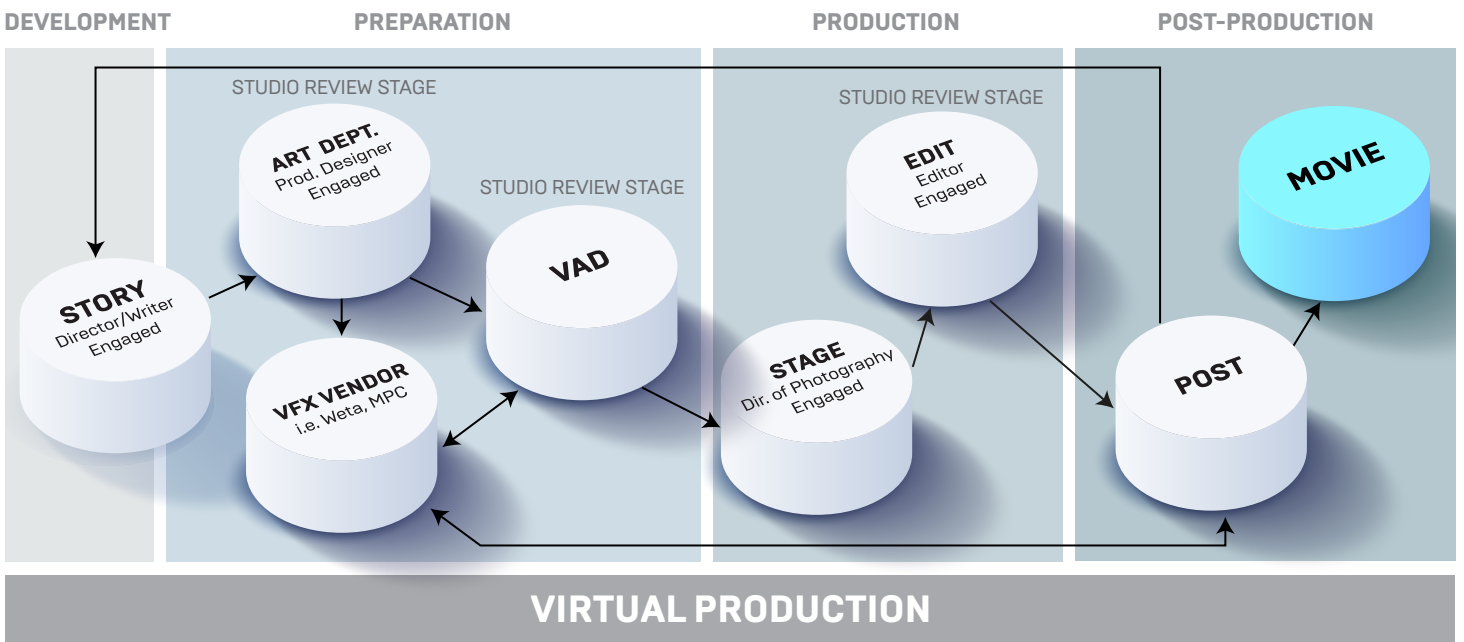 DEVELOPMENT
PREPARATION
PRODUCTION
POST-PRODUCTION
STUDIO REVIEW STAGE
ART DEPT.
Prod. Designer
Engaged
STUDIO REVIEW STAGE
VAD
STORY
Director/Writer
Engaged
VFX VENDOR
i.e. Weta, MPC
STUDIO REVIEW STAGE
EDIT
Editor
Engaged
STAGE
Dir. of Photography
Engaged
MOVIE
POST
VIRTUAL PRODUCTION